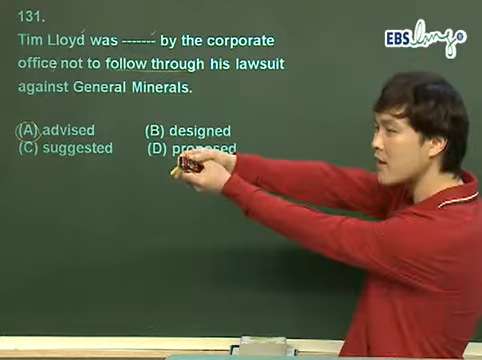 131.
EBSlang
Tim Lloyd was ------- by the corporate
office not to follow through his lawsuit
against General Minerals.
(A) advised (B) designed
(C) suggested (D) proposed